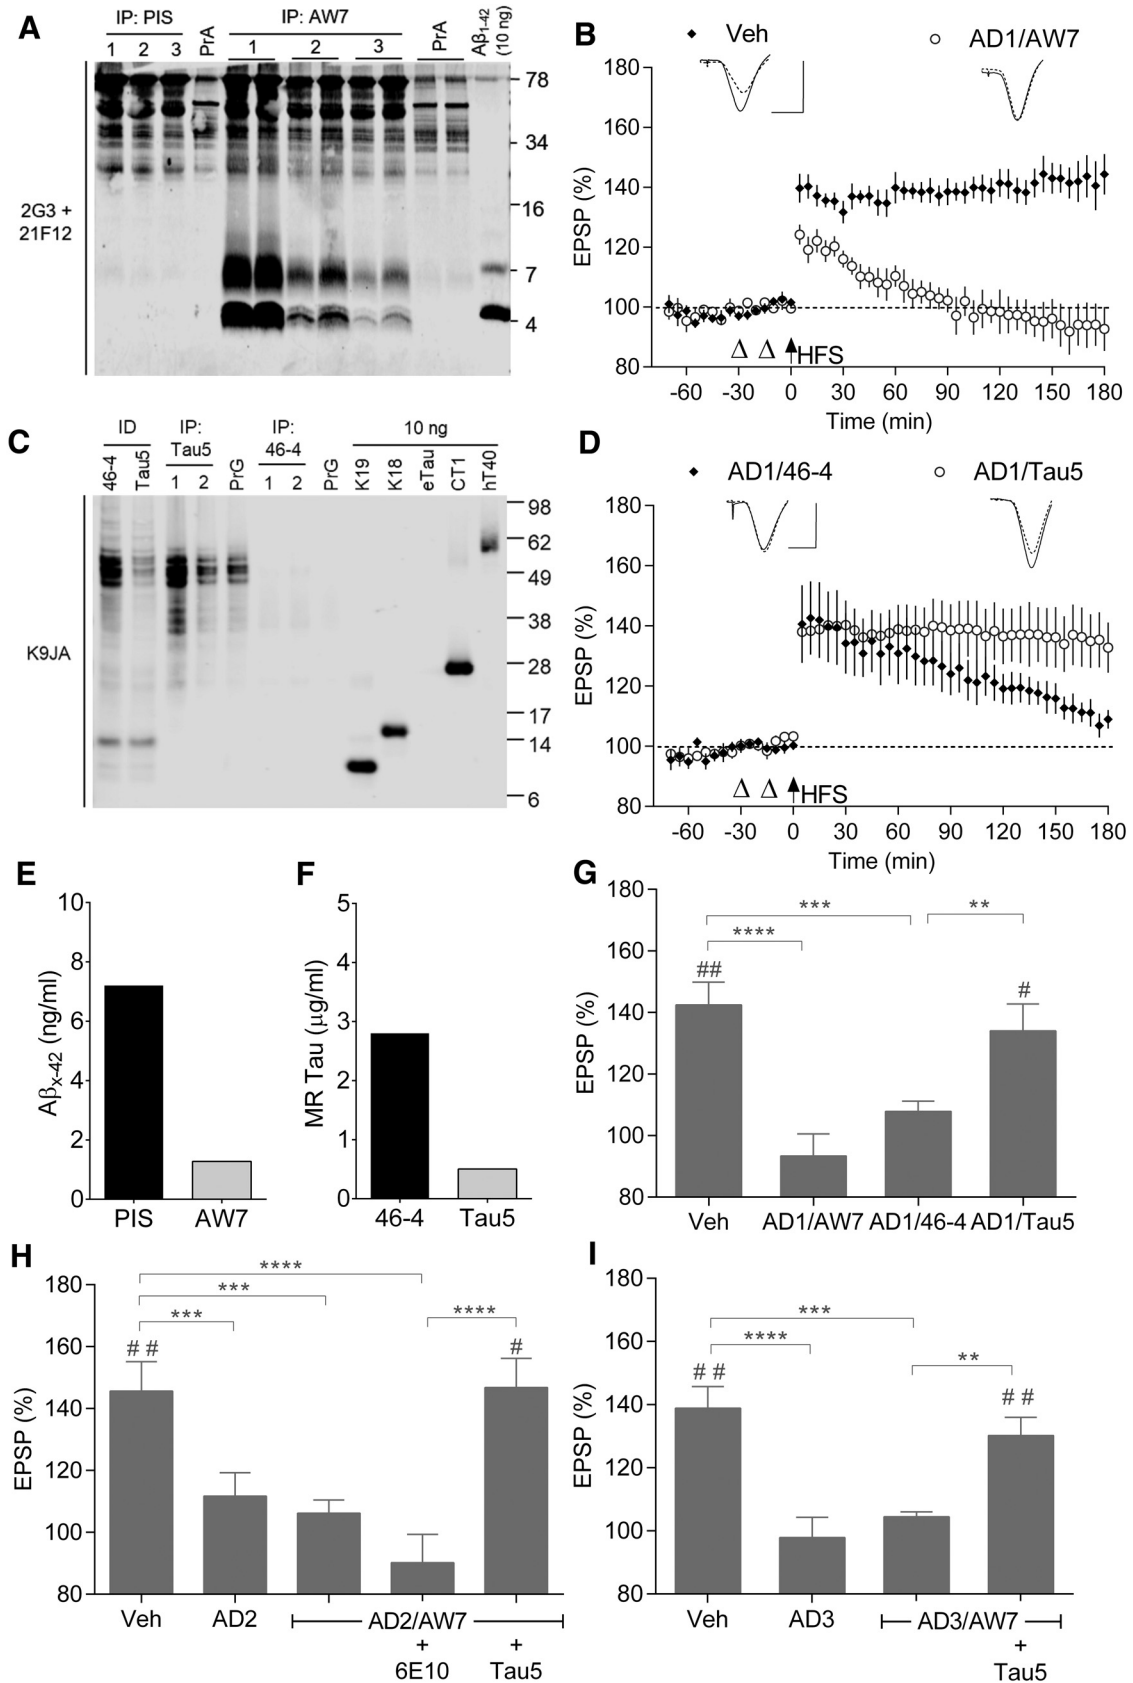 A
IP: PIS
IP: AW7
1 2 3 PrA 1 2 3 PrA Aβ1-42 (10 ng)
2G3 +
21F12
78
34
16
7
4
B
Veh
AD1/AW7
EPSP (%)
180
160
140
120
100
80
HFS
-60 -30 0 30 60 90 120 150 180
Time (min)
C
ID IP: Tau5 IP: 46-4 10 ng
46-4 Tau5 1 2 PrG 1 2 PrG K19 K18 eTau CT1 hT40
K9JA
98
62
49
38
28
17
14
6
D
AD1/46-4
AD1/Tau5
EPSP (%)
180
160
140
120
100
80
HFS
-60 -30 0 30 60 90 120 150 180
Time (min)
E
Aβx-42 (ng/ml)
10
8
6
4
2
0
PIS AW7
F
MR Tau (μg/ml)
5
4
3
2
1
0
46-4 Tau5
G
EPSP (%)
180
160
140
120
100
80
*** **
****
##
#
Veh AD1/AW7 AD1/46-4 AD1/Tau5
H
EPSP (%)
180
160
140
120
100
80
****
***
*** ****
# # #
Veh AD2 AD2/AW7
+ +
6E10 Tau5
I
EPSP (%)
180
160
140
120
100
80
***
****
**
# # # #
Veh AD3 AD3/AW7
+
Tau5